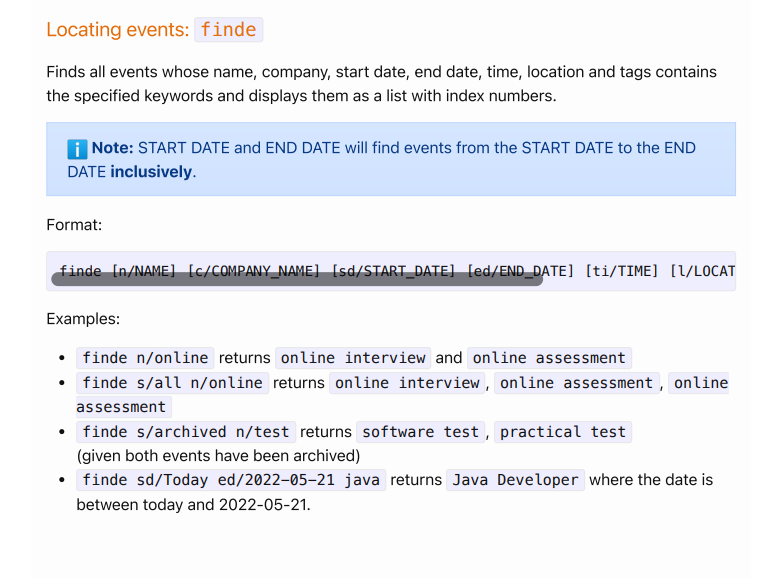 Locating events: finde
Finds all events whose name, company, start date, end date, time, location and tags contains
the specified keywords and displays them as a list with index numbers.
Note: START DATE and END DATE will find events from the START DATE to the END
DATE inclusively.
Format:
finde [n/NAME] [c/COMPANY_NAME] [sd/START_DATE] [ed/END_DATE] [ti/TIME] [l/LOCAT
Examples:
• finde n/online returns online interview and online assessment
• finde s/all n/online returns online interview, online assessment, online
assessment
• finde s/archived n/test returns software test, practical test
(given both events have been archived)
• finde sd/Today ed/2022-05-21 java returns Java Developer where the date is
between today and 2022-05-21.